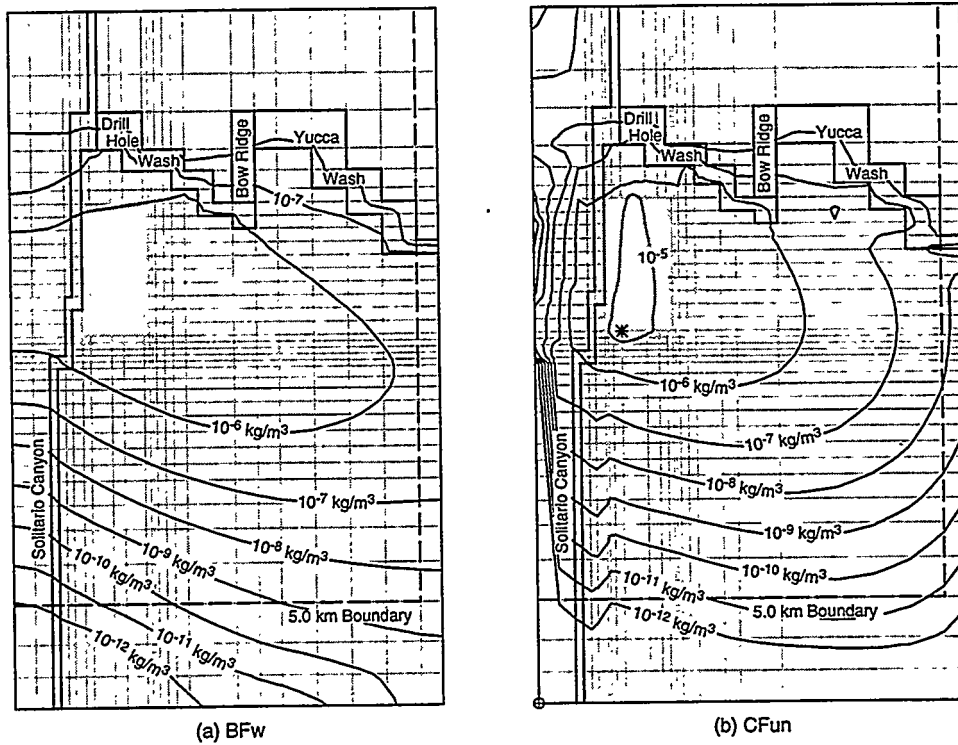 Drill
Hole
Wash
Bow Ridge
Yucca
Wash
10-7
10-6 kg/m3
10-7 kg/m3
10-8 kg/m3
10-9 kg/m3
10-10 kg/m3
10-11 kg/m3
10-12 kg/m3
Solitario Canyon
5.0 km Boundary
(a) BFw
Drill
Hole
Wash
Bow Ridge
Yucca
Wash
10-5
10-6 kg/m3
10-7 kg/m3
10-8 kg/m3
10-9 kg/m3
10-10 kg/m3
10-11 kg/m3
10-12 kg/m3
Solitario Canyon
5.0 km Boundary
(b) CFun